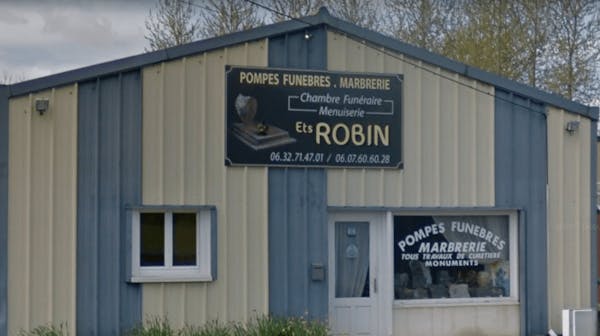 POMPES FUNEBRES . MARBRERIE
Chambre Funéraire
Menuiserie
Ets ROBIN
06.32.71.47.01 / 06.07.60.60.28
POMPES FUNEBRES
MARBRERIE
TOUS TRAVAUX DE CIMETIERE
MONUMENTS